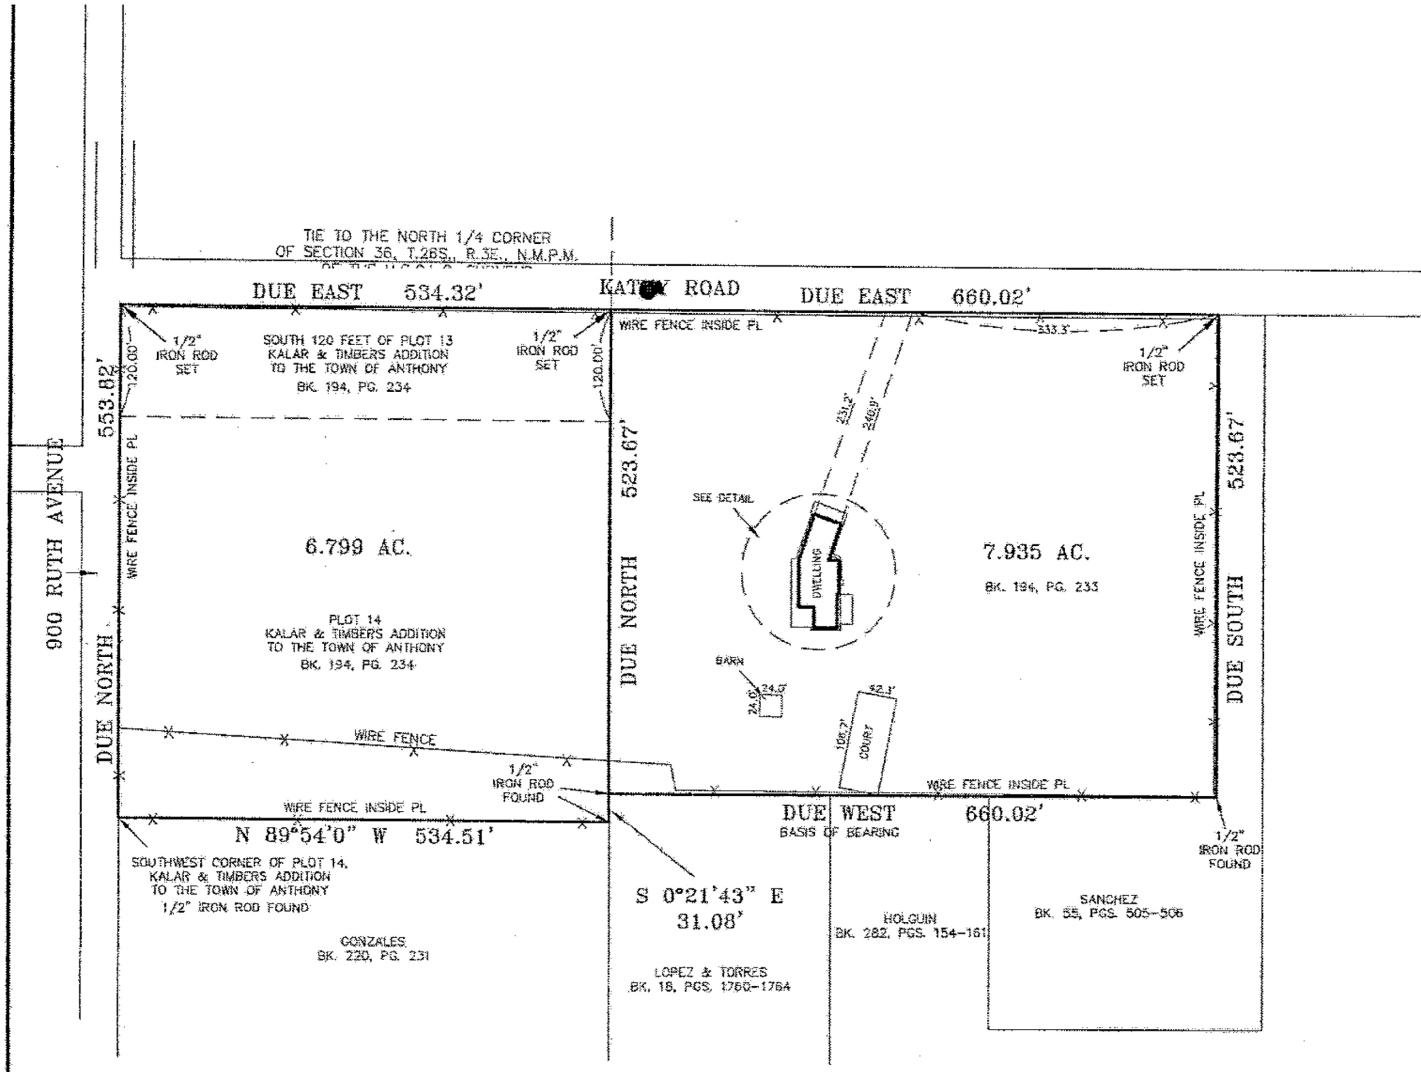 TIE TO THE NORTH 1/4 CORNER
OF SECTION 36, T.26S., R.3E., N.M.P.M.
DUE EAST 534.32'
ROAD
DUE EAST 660.02'
WIRE FENCE INSIDE PL
333.3'
1/2"
IRON ROD
SET
SOUTH 120 FEET OF PLOT 13
KALAR & TIMBERS ADDITION
TO THE TOWN OF ANTHONY
BK. 194, PG. 234
1/2"
IRON ROD
SET
1/2"
IRON ROD
SET
120.00'
120.00'
553.82'
DUE NORTH
WIRE FENCE INSIDE PL
900 RUTH AVENUE
523.67'
DUE NORTH
231.2'
240.9'
SEE DETAIL
DWELLING
6.799 AC.
7.935 AC.
BK. 194, PG. 233
WIRE FENCE INSIDE PL
523.67'
DUE SOUTH
PLOT 14
KALAR & TIMBERS ADDITION
TO THE TOWN OF ANTHONY
BK. 194, PG. 234
BARN
24.0'
24.0'
42.1'
COURT
WIRE FENCE
1/2"
IRON ROD
FOUND
WIRE FENCE INSIDE PL
WIRE FENCE INSIDE PL
N 89°54'0" W 534.51'
DUE WEST 660.02'
BASIS OF BEARING
1/2"
IRON ROD
FOUND
SOUTHWEST CORNER OF PLOT 14,
KALAR & TIMBERS ADDITION
TO THE TOWN OF ANTHONY
1/2" IRON ROD FOUND
S 0°21'43" E
31.08'
GONZALES
BK. 220, PG. 231
LOPEZ & TORRES
BK. 18, PGS. 1760-1764
HOLGUIN
BK. 282, PGS. 154-161
SANCHEZ
BK. 55, PGS. 505-506